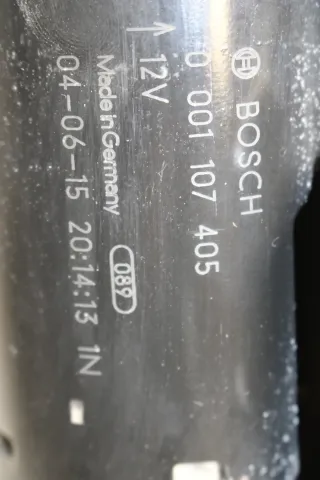 BOSCH
0 001 107 405
12V
Made in Germany 089
04-06-15 20:14:13 1N